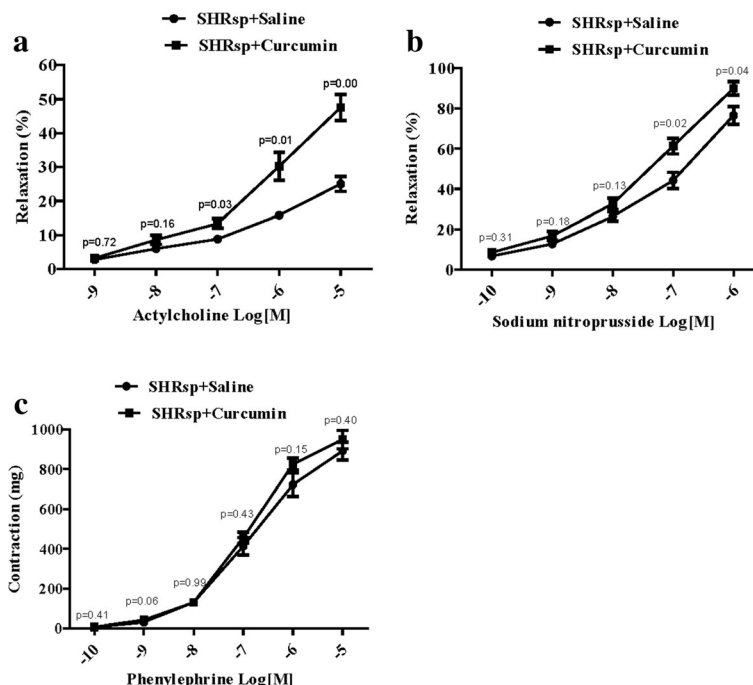 a
SHRsp+Saline
SHRsp+Curcumin
Relaxation (%)
60
50
40
30
20
10
0
p=0.72
p=0.16
p=0.03
p=0.01
p=0.00
-9
-8
-7
-6
-5
Actylcholine Log[M]
b
SHRsp+Saline
SHRsp+Curcumin
Relaxation (%)
100
80
60
40
20
0
p=0.31
p=0.18
p=0.13
p=0.02
p=0.04
-10
-9
-8
-7
-6
Sodium nitroprusside Log[M]
c
SHRsp+Saline
SHRsp+Curcumin
Contraction (mg)
1000
800
600
400
200
0
p=0.41
p=0.06
p=0.99
p=0.43
p=0.15
p=0.40
-10
-9
-8
-7
-6
-5
Phenylephrine Log[M]